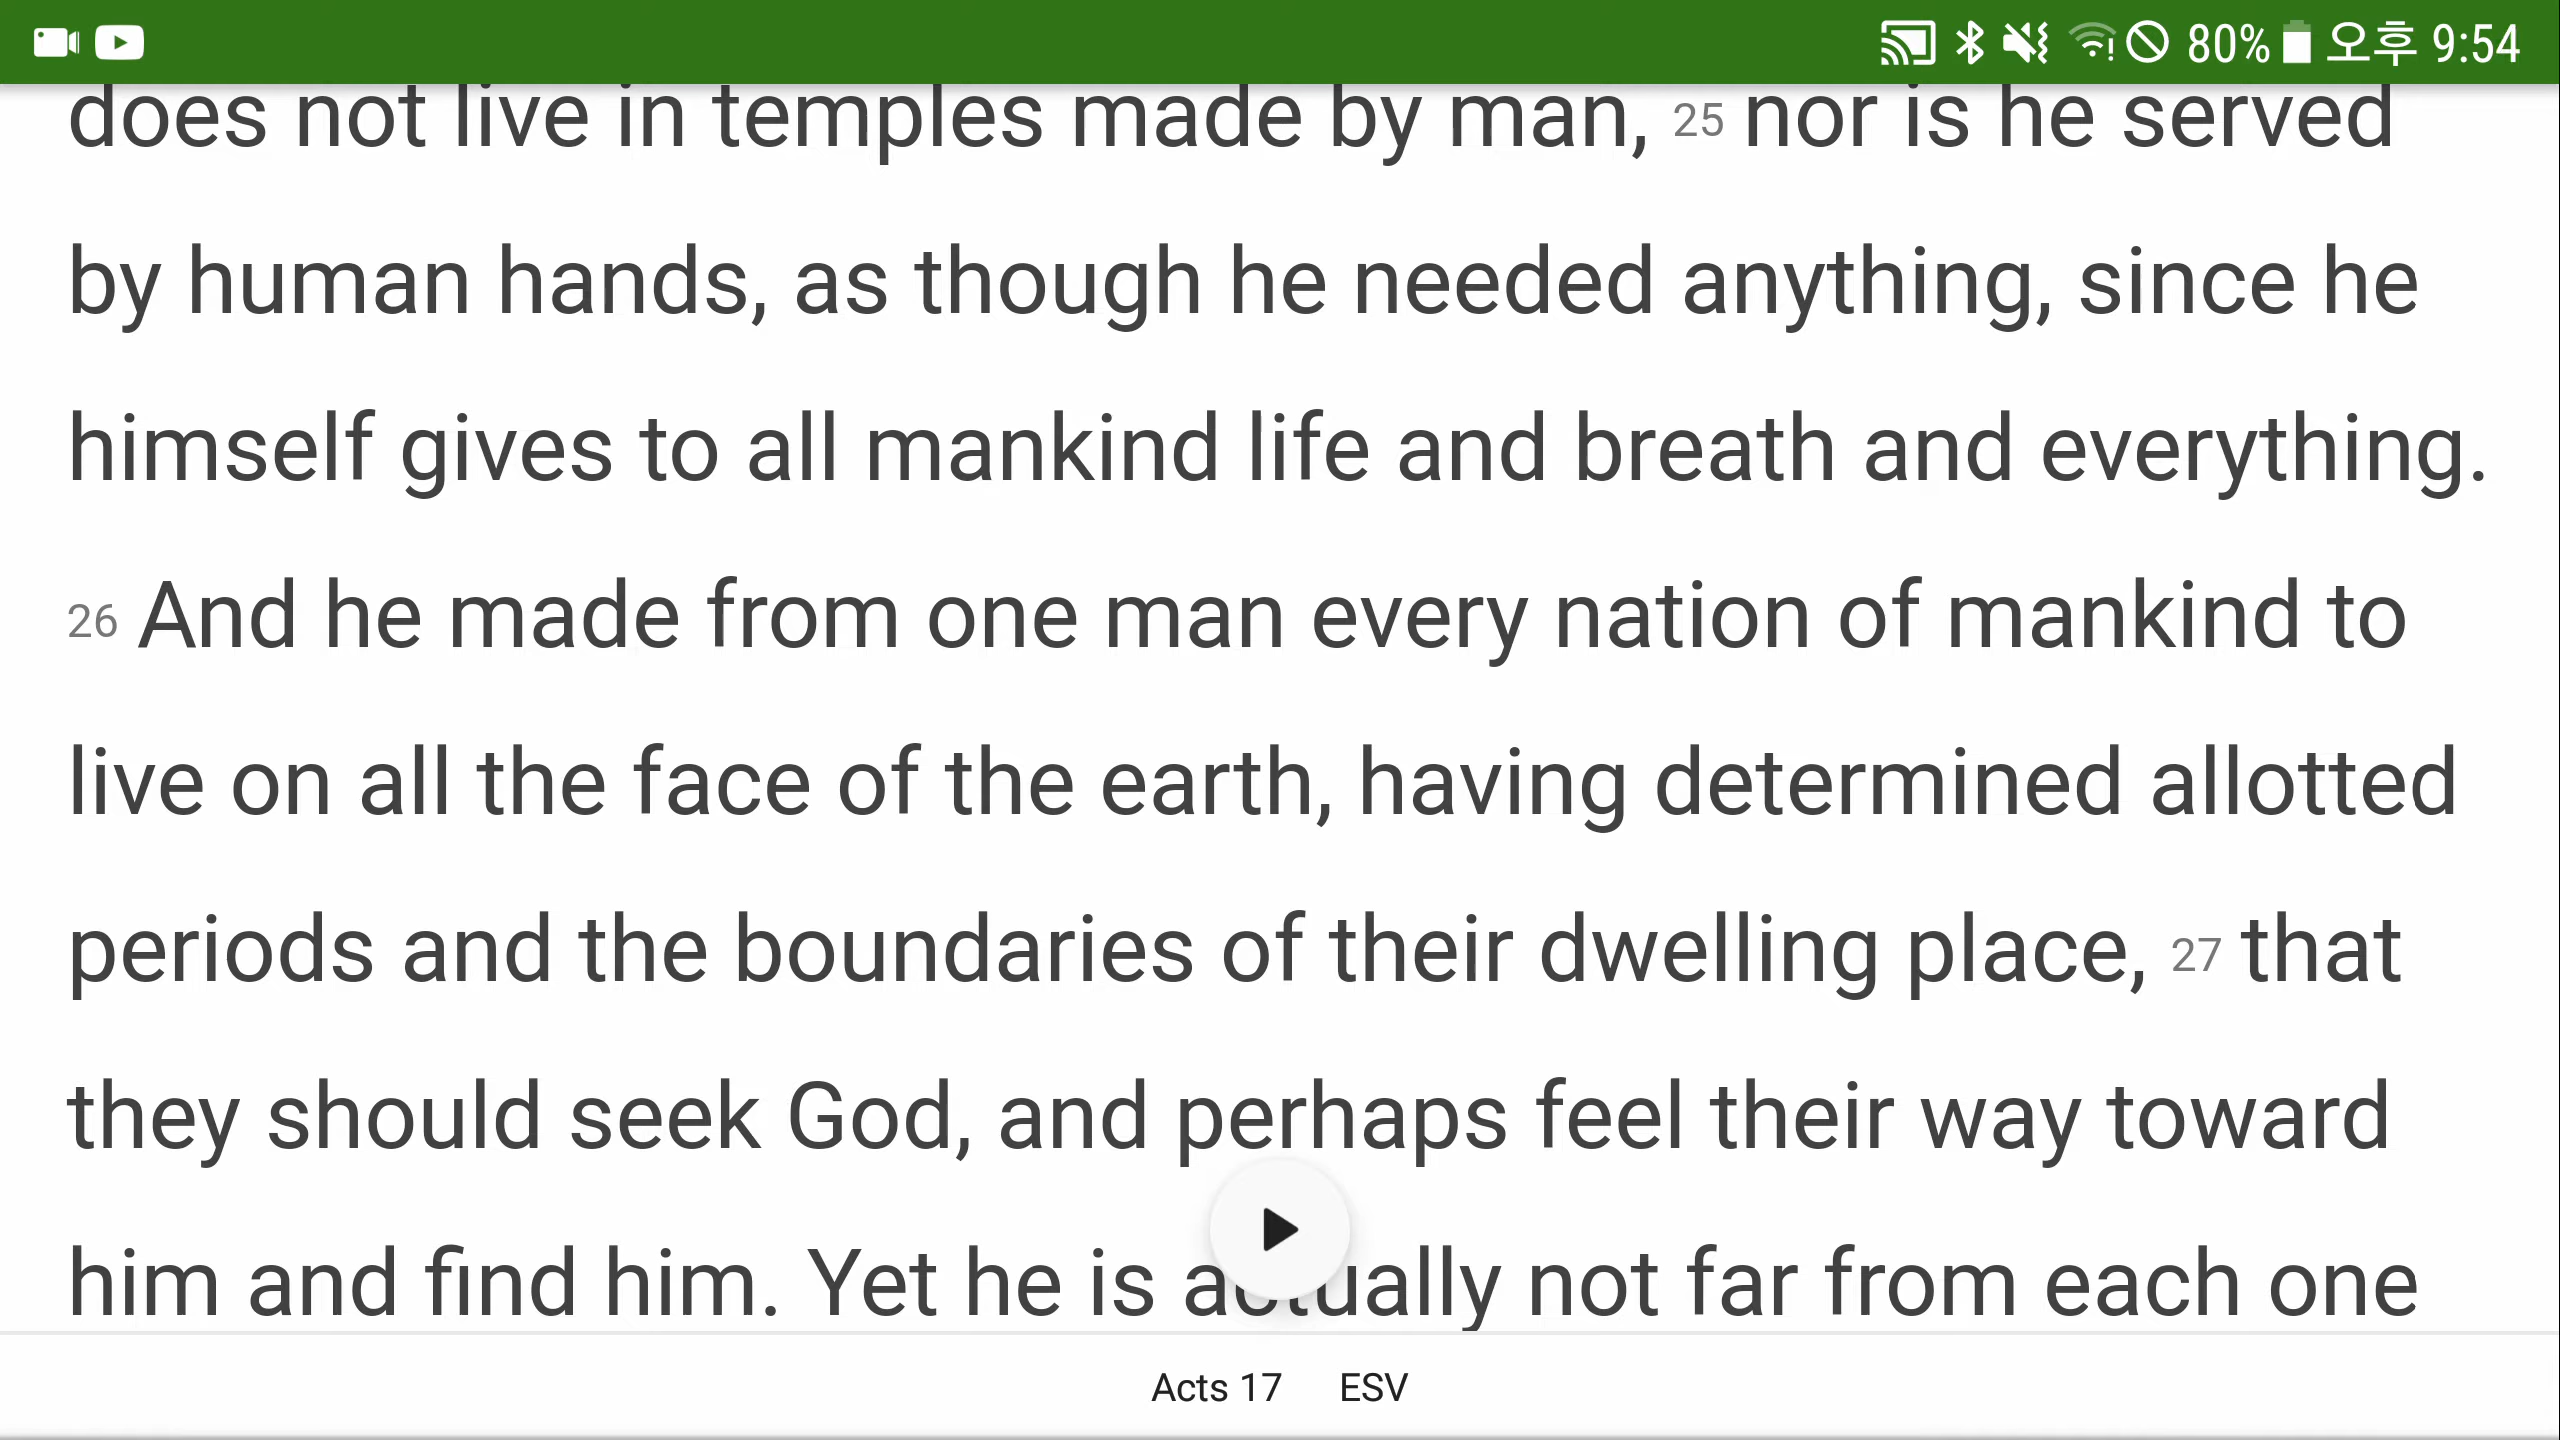 80% 오후 9:54
does not live in temples made by man, 25 nor is he served
by human hands, as though he needed anything, since he
himself gives to all mankind life and breath and everything.
26 And he made from one man every nation of mankind to
live on all the face of the earth, having determined allotted
periods and the boundaries of their dwelling place, 27 that
they should seek God, and perhaps feel their way toward
him and find him. Yet he is actually not far from each one
Acts 17 ESV